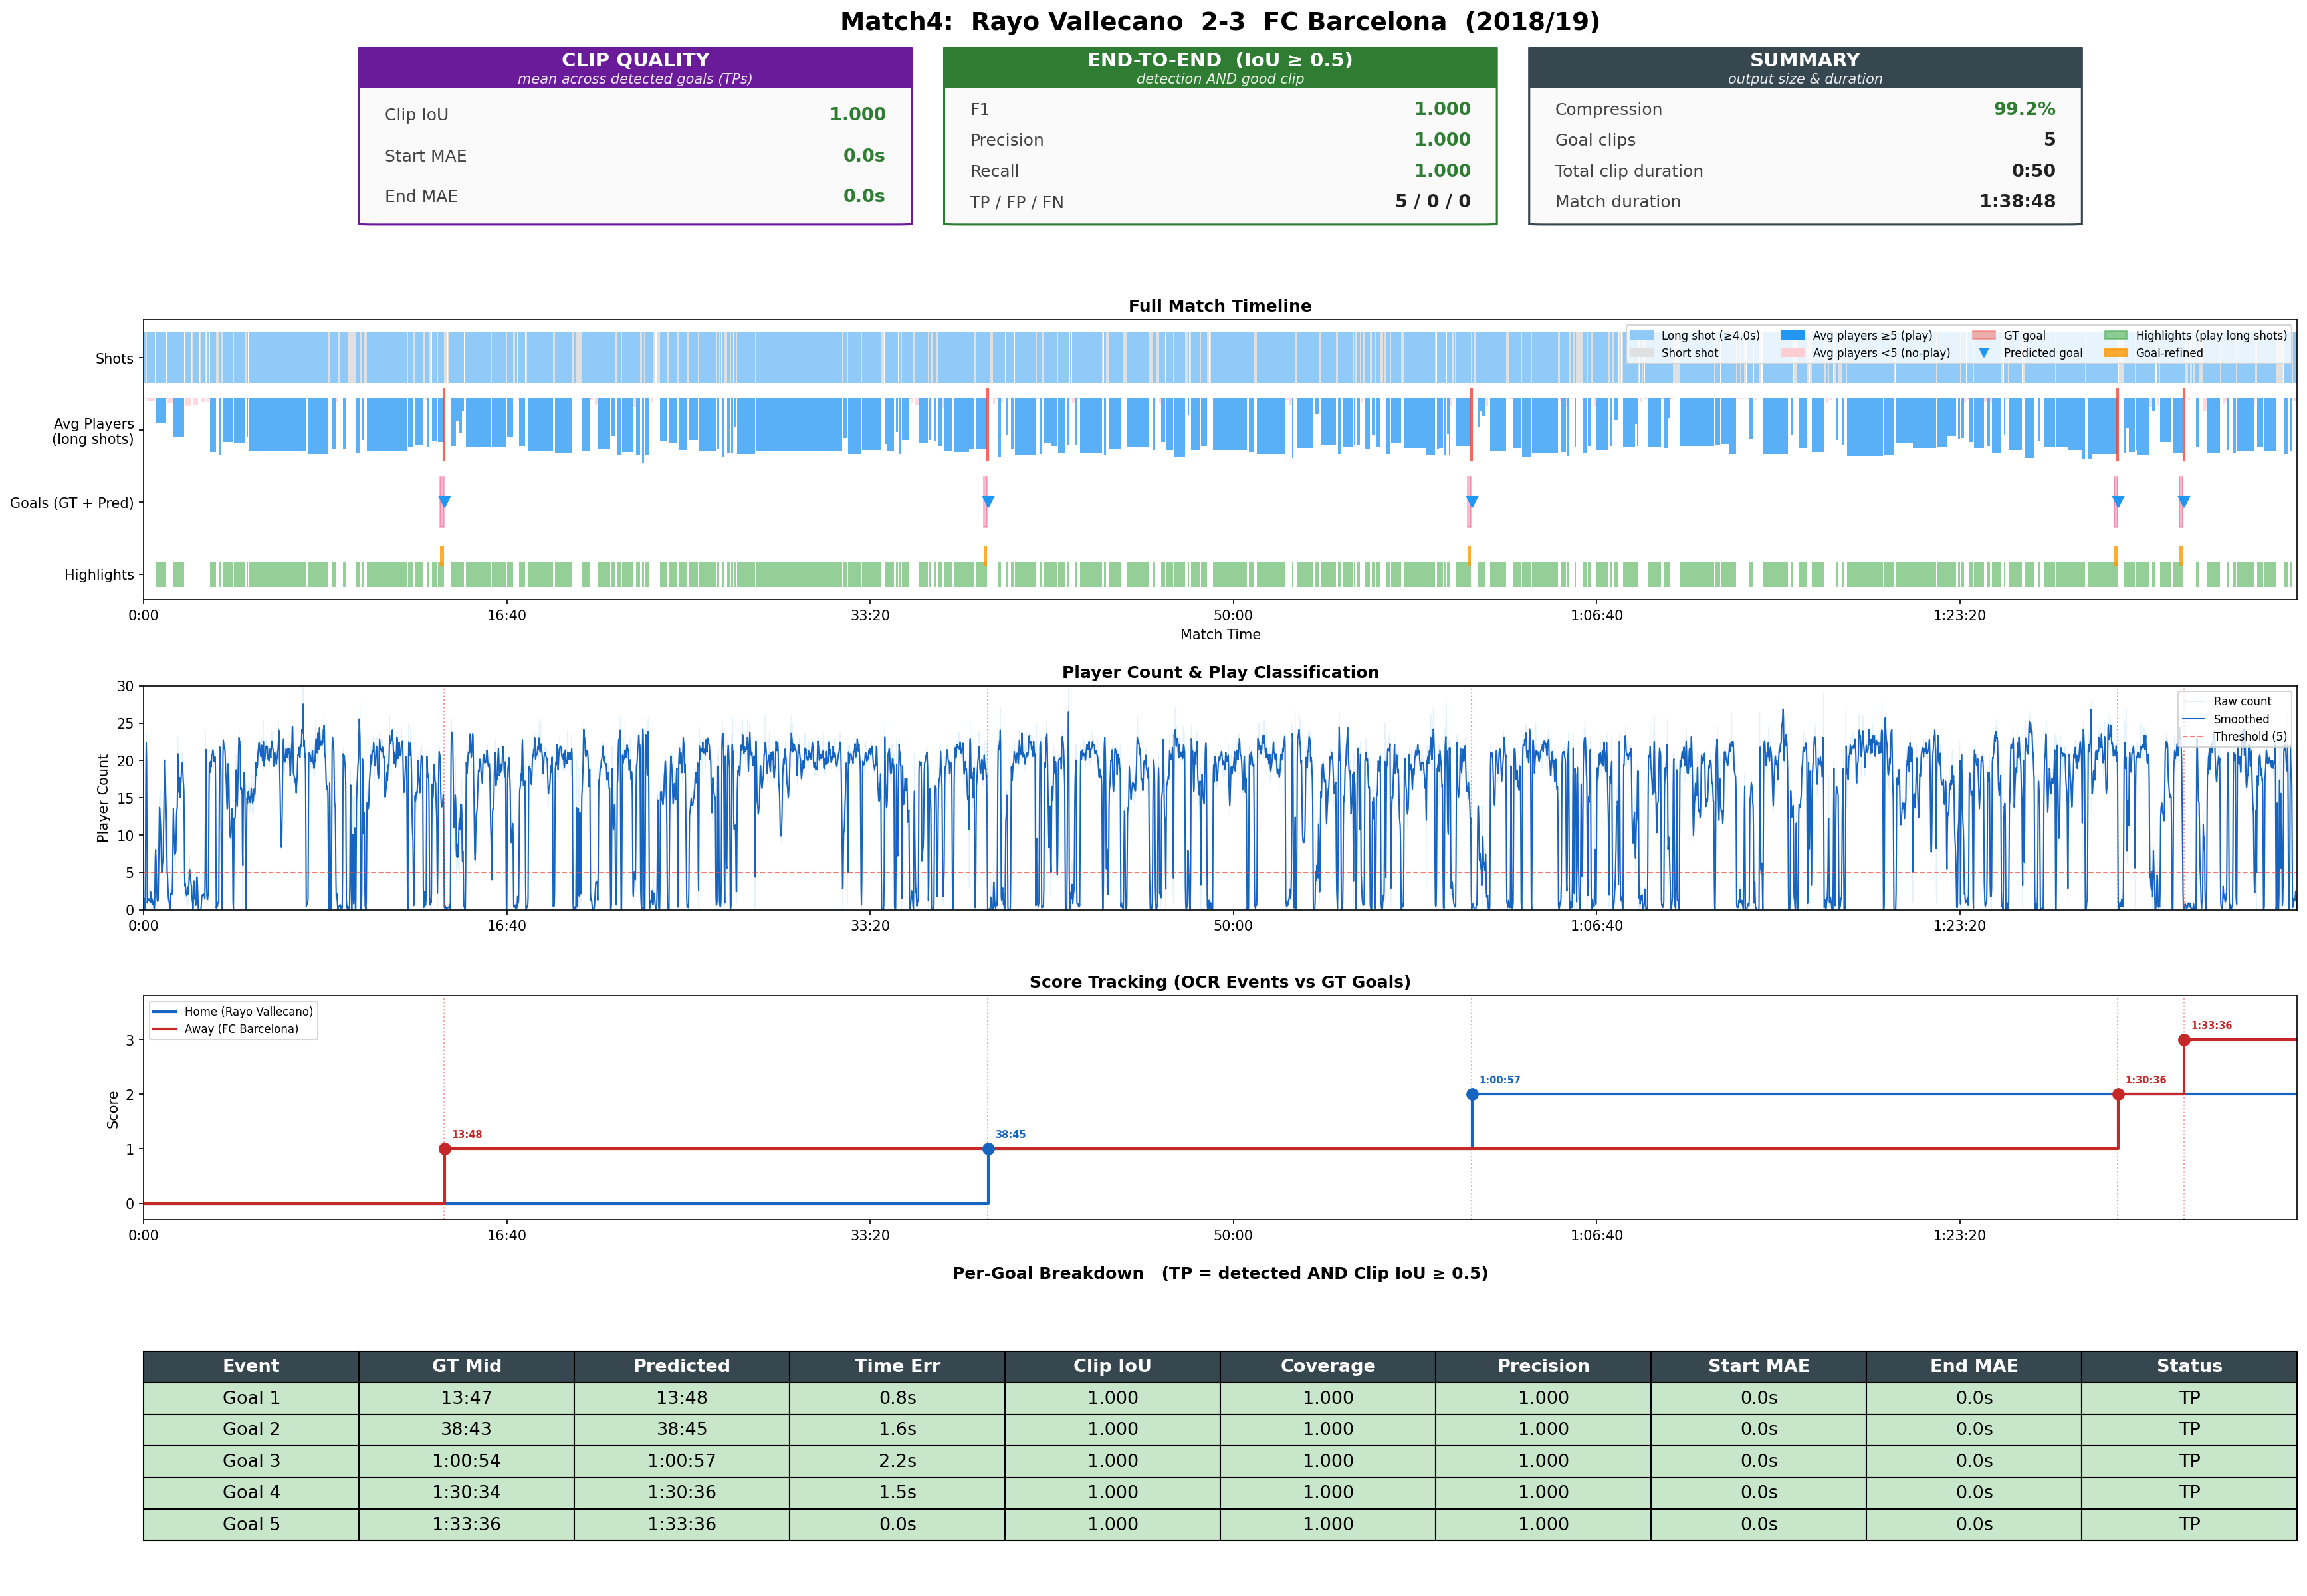 Match4:  Rayo Vallecano  2-3  FC Barcelona  (2018/19)
CLIP QUALITY
mean across detected goals (TPs)
Clip IoU 1.000
Start MAE 0.0s
End MAE 0.0s
END-TO-END  (IoU ≥ 0.5)
detection AND good clip
F1 1.000
Precision 1.000
Recall 1.000
TP / FP / FN 5 / 0 / 0
SUMMARY
output size & duration
Compression 99.2%
Goal clips 5
Total clip duration 0:50
Match duration 1:38:48
Full Match Timeline
Long shot (≥4.0s) Avg players ≥5 (play) GT goal Highlights (play long shots)
Short shot Avg players <5 (no-play) Predicted goal Goal-refined
Shots
Avg Players
(long shots)
Goals (GT + Pred)
Highlights
0:00 16:40 33:20 50:00 1:06:40 1:23:20
Match Time
Player Count & Play Classification
Raw count
Smoothed
Threshold (5)
Player Count
30
25
20
15
10
5
0
0:00 16:40 33:20 50:00 1:06:40 1:23:20
Score Tracking (OCR Events vs GT Goals)
Home (Rayo Vallecano)
Away (FC Barcelona)
Score
3
2
1
0
13:48
38:45
1:00:57
1:30:36
1:33:36
0:00 16:40 33:20 50:00 1:06:40 1:23:20
Per-Goal Breakdown   (TP = detected AND Clip IoU ≥ 0.5)
Event GT Mid Predicted Time Err Clip IoU Coverage Precision Start MAE End MAE Status
Goal 1 13:47 13:48 0.8s 1.000 1.000 1.000 0.0s 0.0s TP
Goal 2 38:43 38:45 1.6s 1.000 1.000 1.000 0.0s 0.0s TP
Goal 3 1:00:54 1:00:57 2.2s 1.000 1.000 1.000 0.0s 0.0s TP
Goal 4 1:30:34 1:30:36 1.5s 1.000 1.000 1.000 0.0s 0.0s TP
Goal 5 1:33:36 1:33:36 0.0s 1.000 1.000 1.000 0.0s 0.0s TP